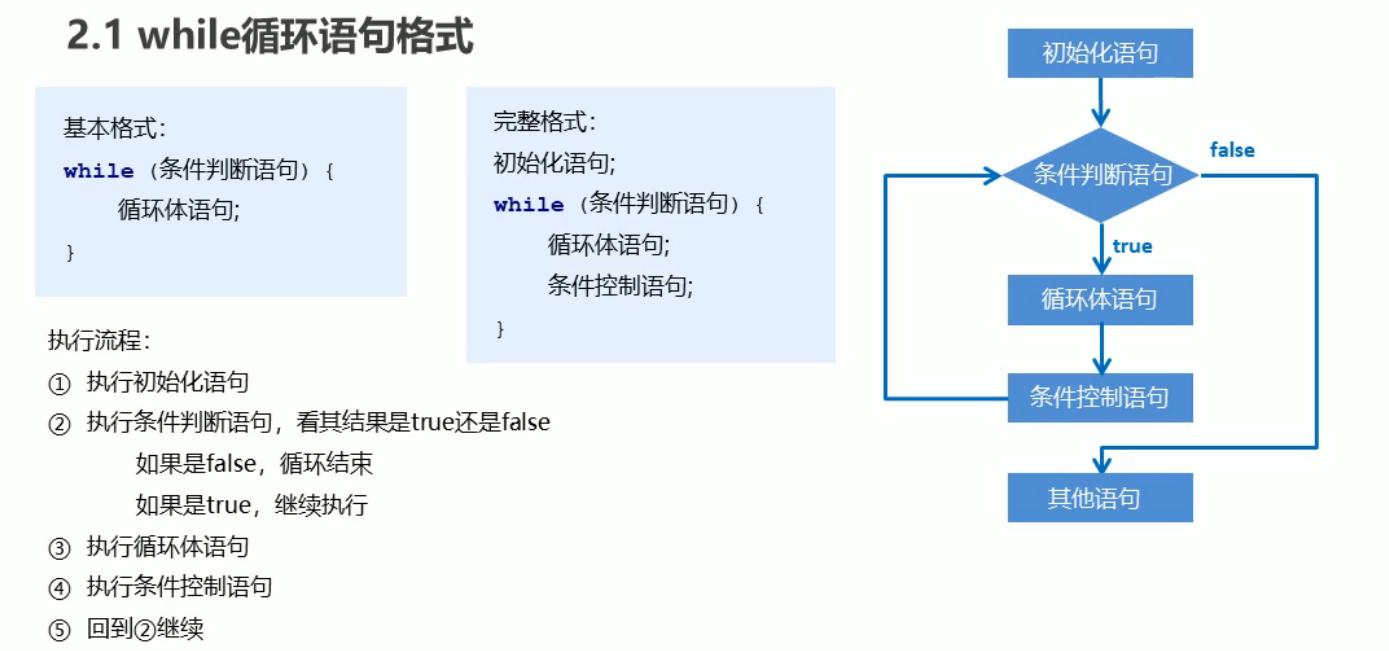 2.1 while循环语句格式
基本格式：
while (条件判断语句) {
循环体语句;
}
完整格式：
初始化语句;
while (条件判断语句) {
循环体语句;
条件控制语句;
}
执行流程：
① 执行初始化语句
② 执行条件判断语句，看其结果是true还是false
如果是false，循环结束
如果是true，继续执行
③ 执行循环体语句
④ 执行条件控制语句
⑤ 回到②继续
初始化语句
条件判断语句
false
true
循环体语句
条件控制语句
其他语句